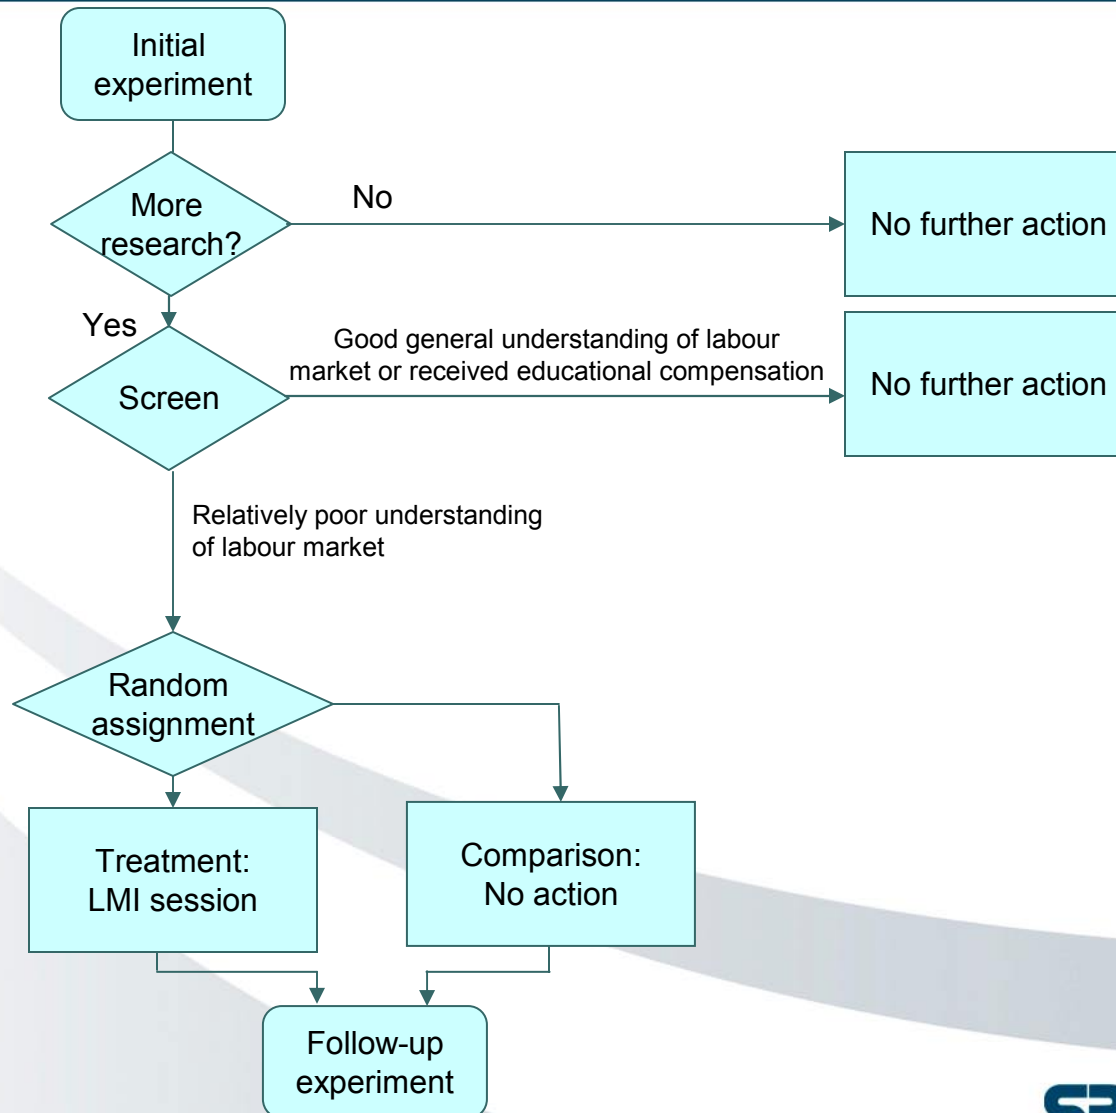 Initial
experiment
More
research?
No
No further action
Yes
Good general understanding of labour
market or received educational compensation
Screen
No further action
Relatively poor understanding
of labour market
Random
assignment
Treatment:
LMI session
Comparison:
No action
Follow-up
experiment